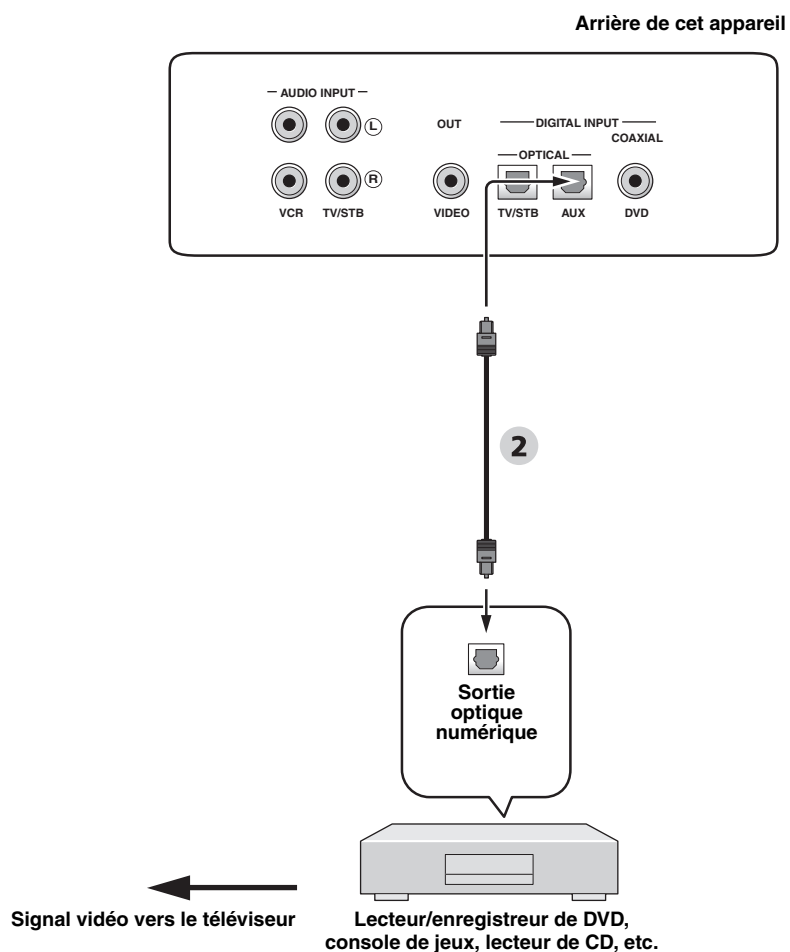 Arrière de cet appareil
AUDIO INPUT
L
OUT
DIGITAL INPUT
COAXIAL
OPTICAL
R
VCR
TV/STB
VIDEO
TV/STB
AUX
DVD
2
Sortie
optique
numérique
Signal vidéo vers le téléviseur
Lecteur/enregistreur de DVD,
console de jeux, lecteur de CD, etc.